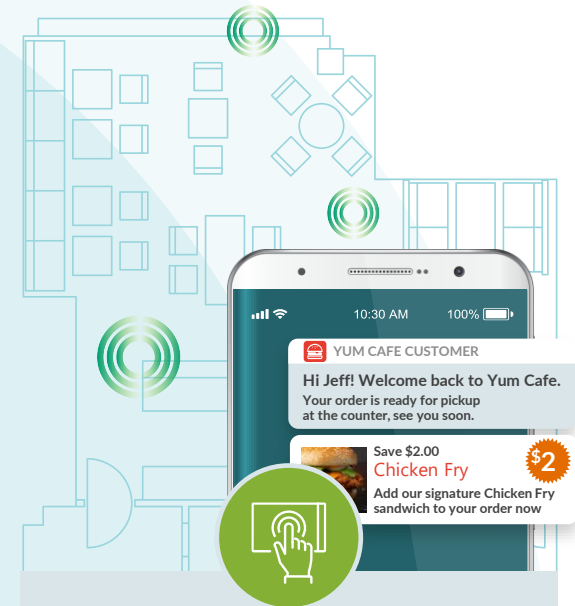 10:30 AM
100%
YUM CAFE CUSTOMER
Hi Jeff! Welcome back to Yum Cafe.
Your order is ready for pickup
at the counter, see you soon.
Save $2.00
Chicken Fry
$2
Add our signature Chicken Fry
sandwich to your order now